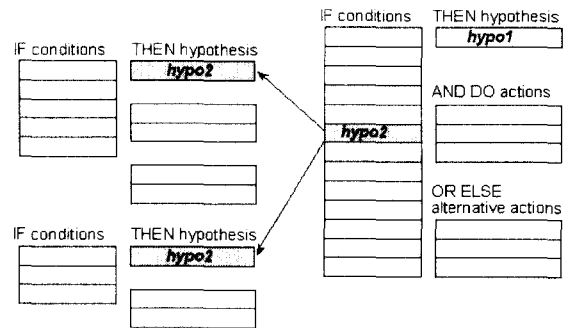 IF conditions
THEN hypothesis
hypo2
IF conditions
THEN hypothesis
hypo2
IF conditions
THEN hypothesis
hypo1
hypo2
AND DO actions
OR ELSE
alternative actions